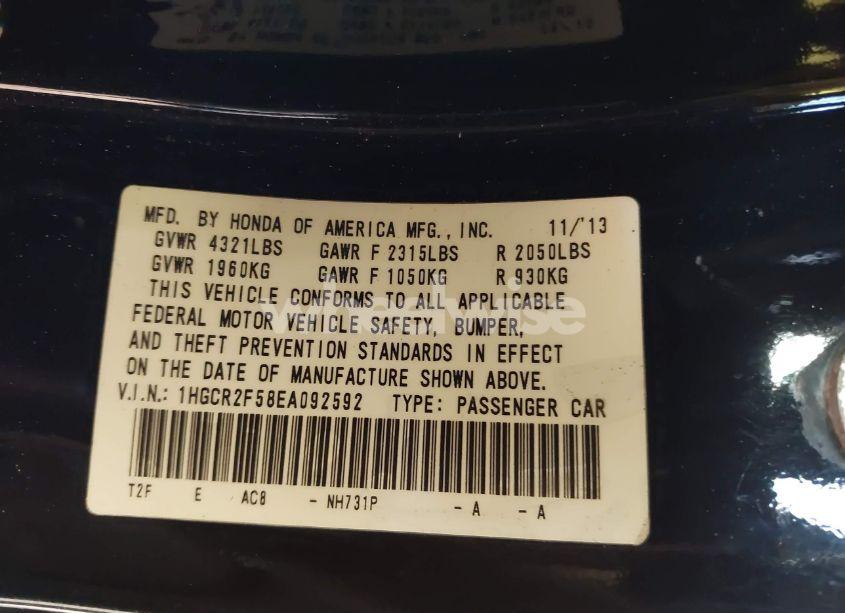 MFD. BY HONDA OF AMERICA MFG., INC. 11/'13
GVWR 4321LBS GAWR F 2315LBS R 2050LBS
GVWR 1960KG GAWR F 1050KG R 930KG
THIS VEHICLE CONFORMS TO ALL APPLICABLE
FEDERAL MOTOR VEHICLE SAFETY, BUMPER,
AND THEFT PREVENTION STANDARDS IN EFFECT
ON THE DATE OF MANUFACTURE SHOWN ABOVE.
V.I.N.: 1HGCR2F58EA092592 TYPE: PASSENGER CAR
T2F E AC8 - NH731P - A - A